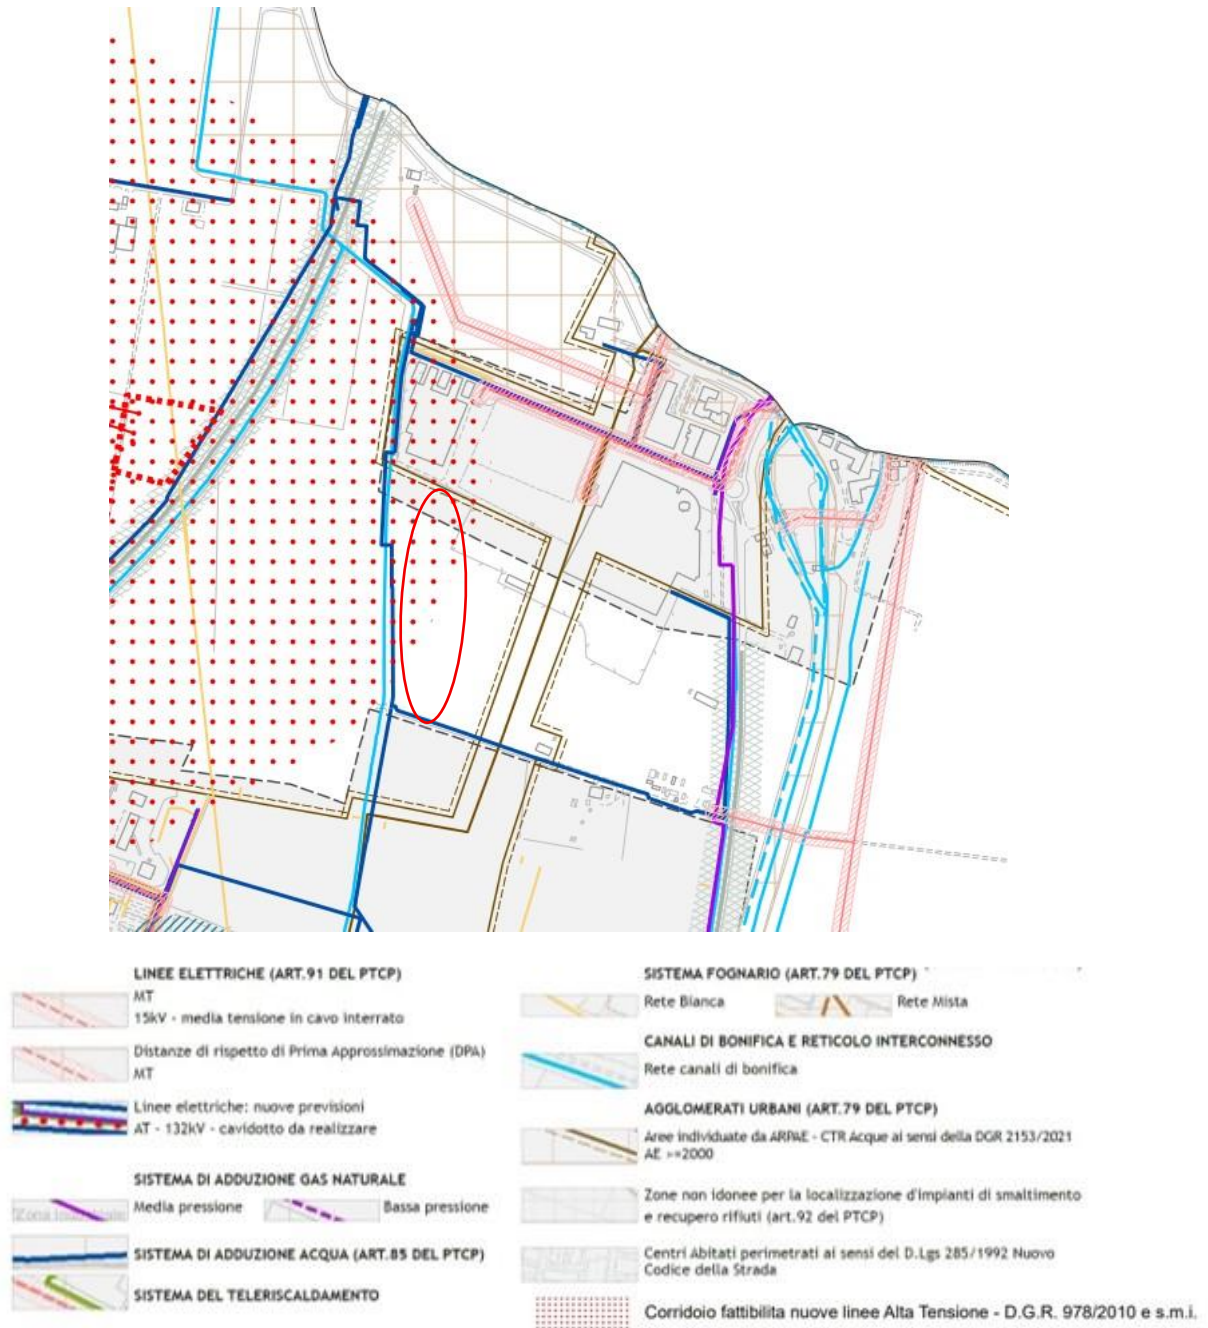 LINEE ELETTRICHE (ART.91 DEL PTCP)
MT
15kV - media tensione in cavo interrato
Distanze di rispetto di Prima Approssimazione (DPA)
MT
Linee elettriche: nuove previsioni
AT - 132kV - cavidotto da realizzare
SISTEMA DI ADDUZIONE GAS NATURALE
Media pressione
Bassa pressione
SISTEMA DI ADDUZIONE ACQUA (ART.85 DEL PTCP)
SISTEMA DEL TELERISCALDAMENTO
SISTEMA FOGNARIO (ART.79 DEL PTCP)
Rete Bianca
Rete Mista
CANALI DI BONIFICA E RETICOLO INTERCONNESSO
Rete canali di bonifica
AGGLOMERATI URBANI (ART.79 DEL PTCP)
Aree individuate da ARPAE - CTR Acque ai sensi della DGR 2153/2021
AE >=2000
Zone non idonee per la localizzazione d'impianti di smaltimento
e recupero rifiuti (art.92 del PTCP)
Centri Abitati perimetrati ai sensi del D.Lgs 285/1992 Nuovo
Codice della Strada
Corridoio fattibilita nuove linee Alta Tensione - D.G.R. 978/2010 e s.m.i.